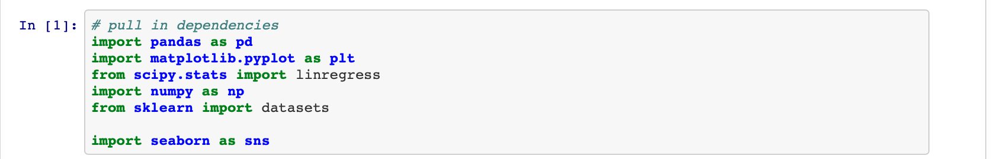 In [1]: # pull in dependencies
import pandas as pd
import matplotlib.pyplot as plt
from scipy.stats import linregress
import numpy as np
from sklearn import datasets
import seaborn as sns